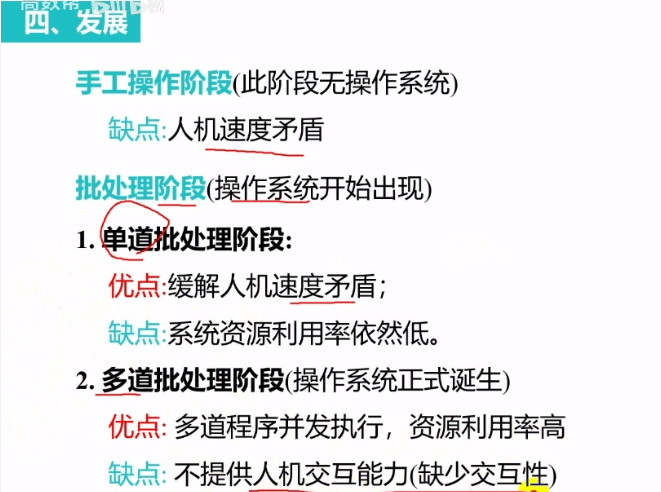 四、发展
手工操作阶段(此阶段无操作系统)
缺点:人机速度矛盾
批处理阶段(操作系统开始出现)
1. 单道批处理阶段:
优点:缓解人机速度矛盾;
缺点:系统资源利用率依然低。
2. 多道批处理阶段(操作系统正式诞生)
优点: 多道程序并发执行，资源利用率高
缺点: 不提供人机交互能力(缺少交互性)